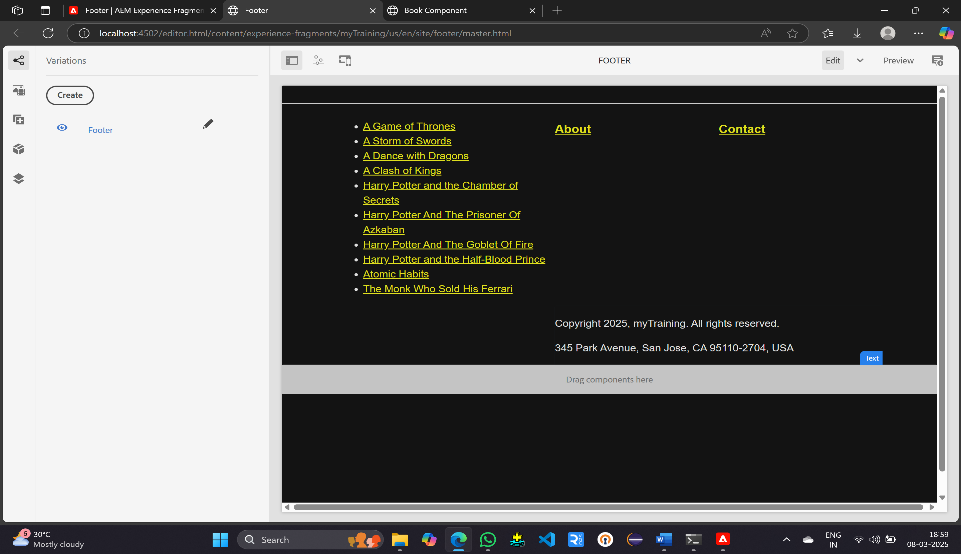 Footer | AEM Experience Fragmen
Footer
Book Component
localhost:4502/editor.html/content/experience-fragments/myTraining/us/en/site/footer/master.html
Variations
FOOTER
Edit
Preview
Create
Footer
A Game of Thrones
A Storm of Swords
A Dance with Dragons
A Clash of Kings
Harry Potter and the Chamber of
Secrets
Harry Potter And The Prisoner Of
Azkaban
Harry Potter And The Goblet Of Fire
Harry Potter and the Half-Blood Prince
Atomic Habits
The Monk Who Sold His Ferrari
About
Contact
Copyright 2025, myTraining. All rights reserved.
345 Park Avenue, San Jose, CA 95110-2704, USA
Text
Drag components here
5
30°C
Mostly cloudy
Search
ENG
IN
18:59
08-03-2025